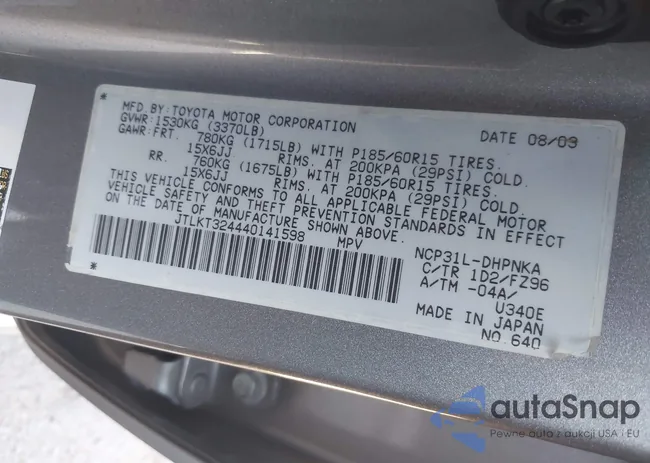 MFD.BY:TOYOTA MOTOR CORPORATION DATE 08/03
GVWR:1530KG (3370LB)
GAWR:FRT. 780KG (1715LB) WITH P185/60R15 TIRES.
15X6JJ RIMS. AT 200KPA (29PSI) COLD.
RR. 760KG (1675LB) WITH P185/60R15 TIRES.
15X6JJ RIMS. AT 200KPA (29PSI) COLD.
THIS VEHICLE CONFORMS TO ALL APPLICABLE FEDERAL MOTOR
VEHICLE SAFETY AND THEFT PREVENTION STANDARDS IN EFFECT
ON THE DATE OF MANUFACTURE SHOWN ABOVE.
JTLKT324440141598 MPV
NCP31L-DHPNKA
C/TR 1D2/FZ96
A/TM -04A/
U340E
MADE IN JAPAN
NO.640
autaSnap
Pewne auta z aukcji USA i EU